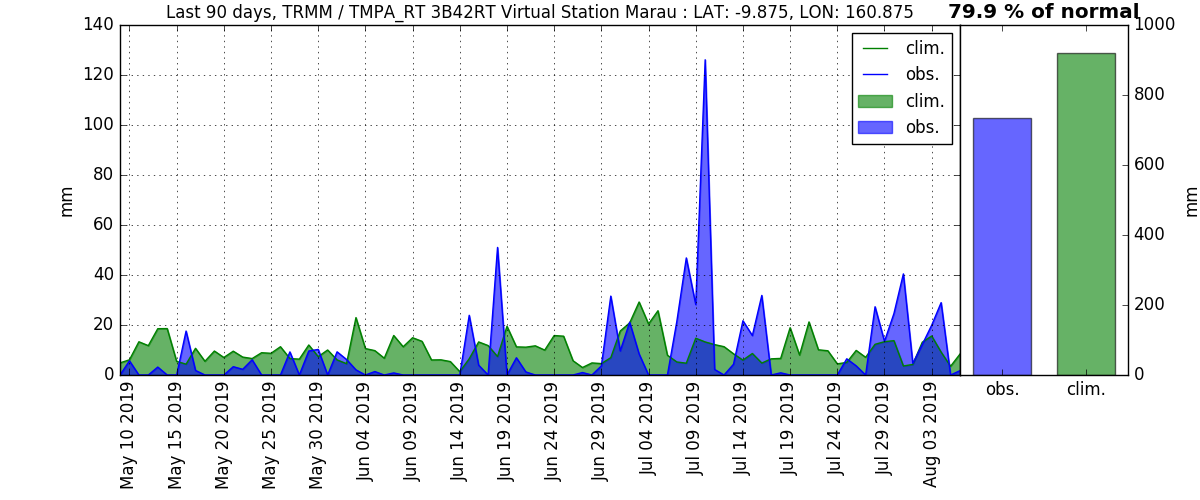 Last 90 days, TRMM / TMPA_RT 3B42RT Virtual Station Marau : LAT: -9.875, LON: 160.875
79.9 % of normal
140
120
100
80
60
40
20
0
mm
clim.
obs.
clim.
obs.
1000
800
600
400
200
0
mm
May 10 2019
May 15 2019
May 20 2019
May 25 2019
May 30 2019
Jun 04 2019
Jun 09 2019
Jun 14 2019
Jun 19 2019
Jun 24 2019
Jun 29 2019
Jul 04 2019
Jul 09 2019
Jul 14 2019
Jul 19 2019
Jul 24 2019
Jul 29 2019
Aug 03 2019
obs.
clim.